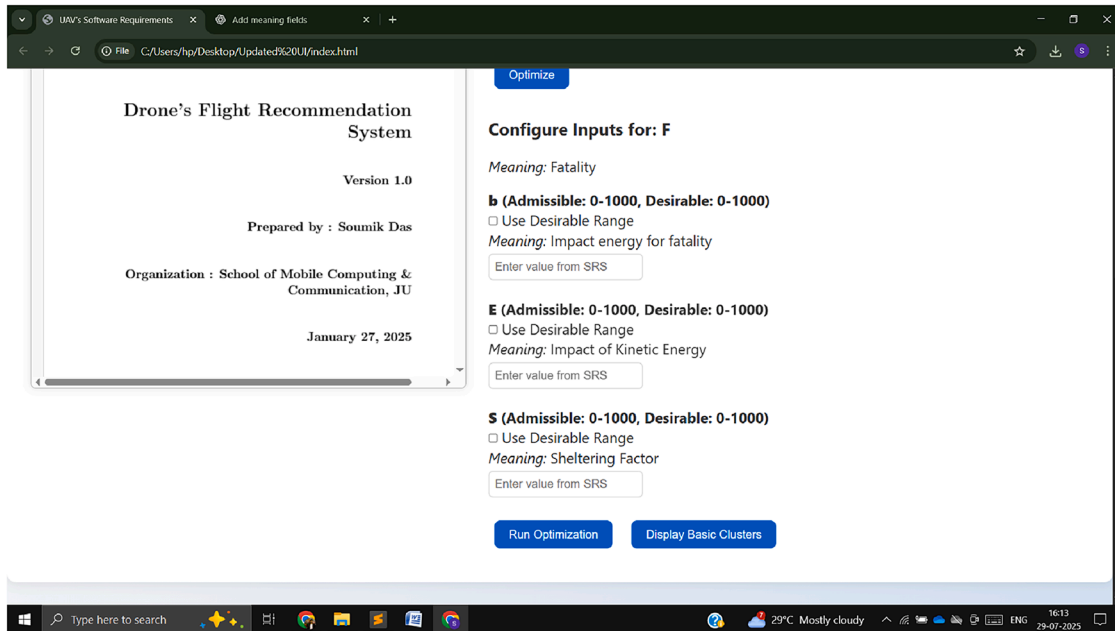 UAV's Software Requirements
Add meaning fields
File
C:/Users/hp/Desktop/Updated%20UI/index.html
S
Drone's Flight Recommendation
System
Version 1.0
Prepared by : Soumik Das
Organization : School of Mobile Computing &
Communication, JU
January 27, 2025
Optimize
Configure Inputs for: F
Meaning: Fatality
b (Admissible: 0-1000, Desirable: 0-1000)
Use Desirable Range
Meaning: Impact energy for fatality
Enter value from SRS
E (Admissible: 0-1000, Desirable: 0-1000)
Use Desirable Range
Meaning: Impact of Kinetic Energy
Enter value from SRS
S (Admissible: 0-1000, Desirable: 0-1000)
Use Desirable Range
Meaning: Sheltering Factor
Enter value from SRS
Run Optimization
Display Basic Clusters
Type here to search
29°C Mostly cloudy
ENG
16:13
29-07-2025